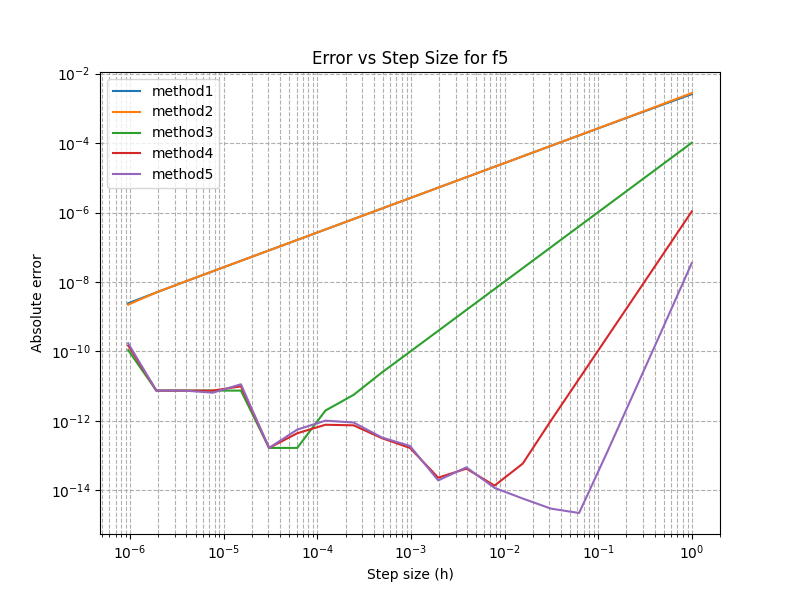 Error vs Step Size for f5
method1
method2
method3
method4
method5
Absolute error
10⁻²
10⁻⁴
10⁻⁶
10⁻⁸
10⁻¹⁰
10⁻¹²
10⁻¹⁴
10⁻⁶ 10⁻⁵ 10⁻⁴ 10⁻³ 10⁻² 10⁻¹ 10⁰
Step size (h)